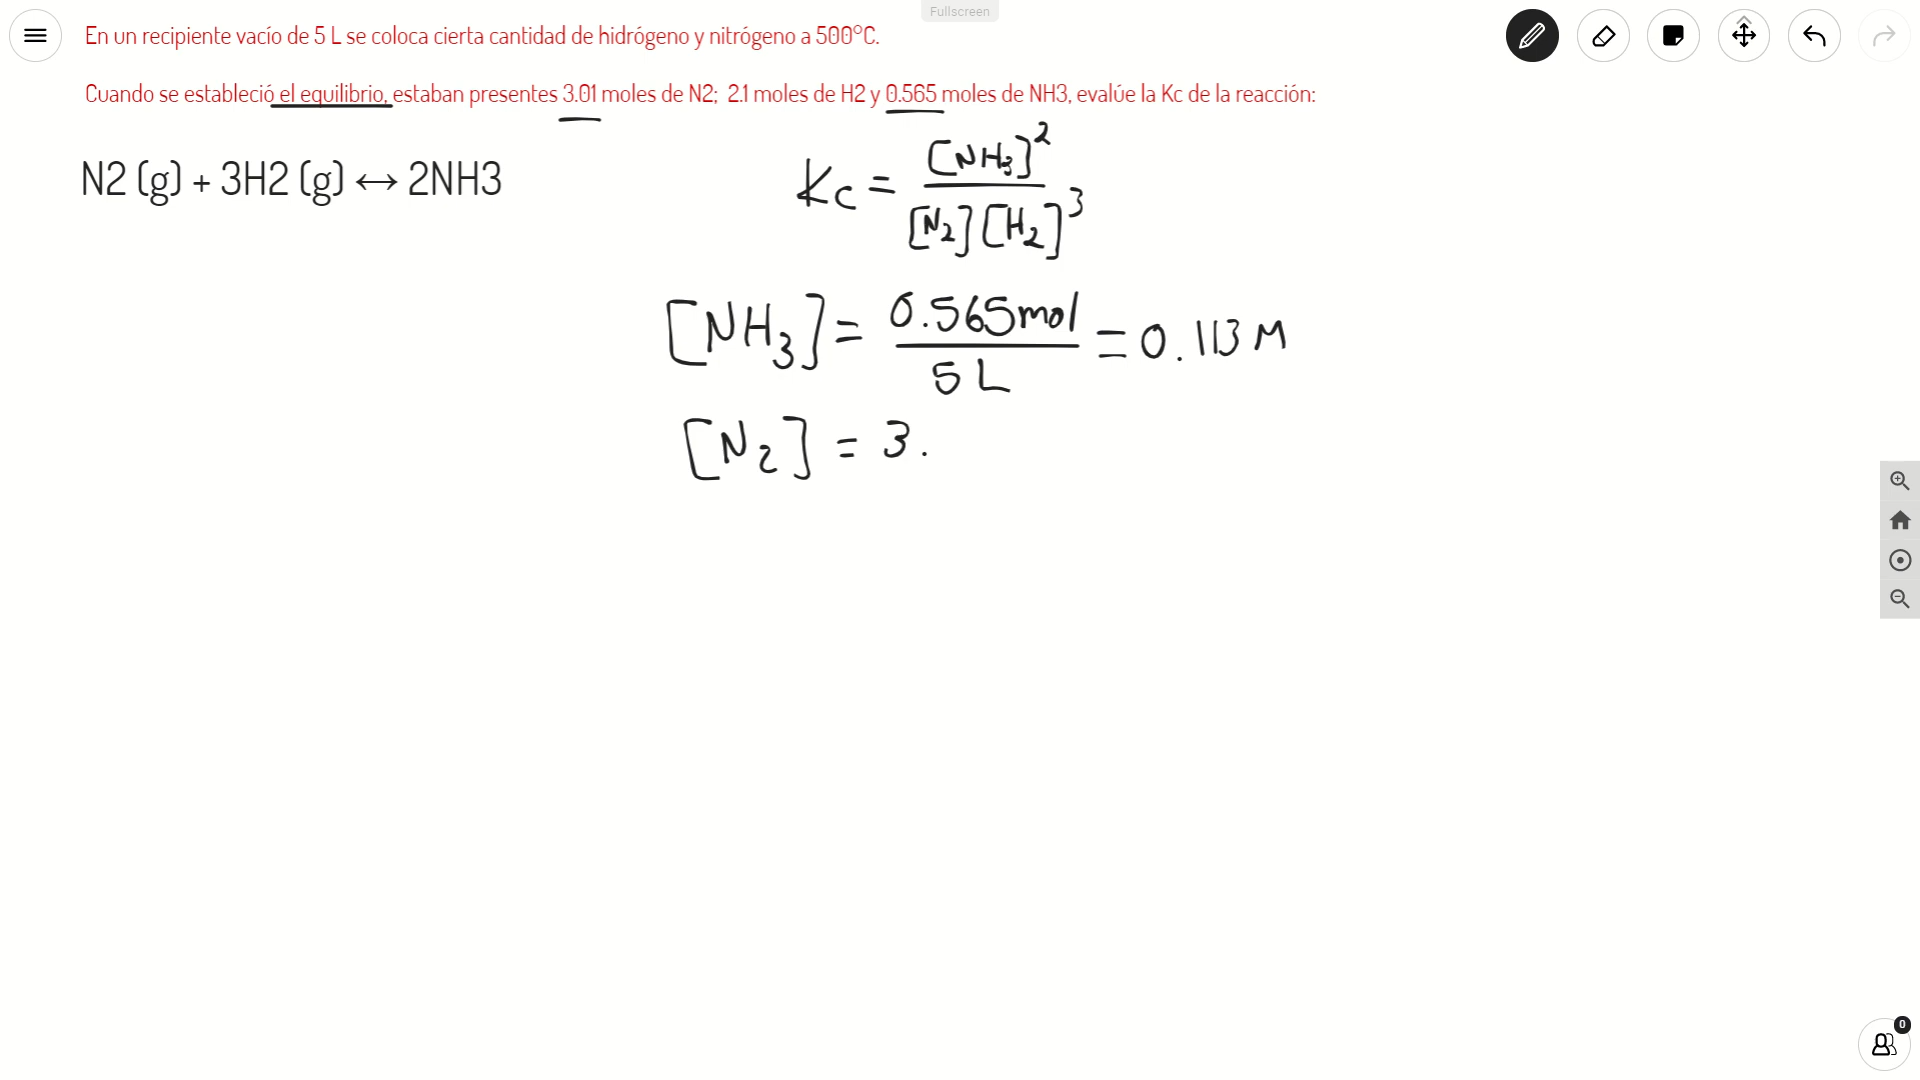 Fullscreen
En un recipiente vacío de 5 L se coloca cierta cantidad de hidrógeno y nitrógeno a 500°C.
Cuando se estableció el equilibrio, estaban presentes 3.01 moles de N2;  2.1 moles de H2 y 0.565 moles de NH3, evalúe la Kc de la reacción:
N2 (g) + 3H2 (g) ↔ 2NH3
Kc = [NH₃]² / [N₂][H₂]³
[NH₃] = 0.565mol / 5 L = 0.113 M
[N₂] = 3.
0